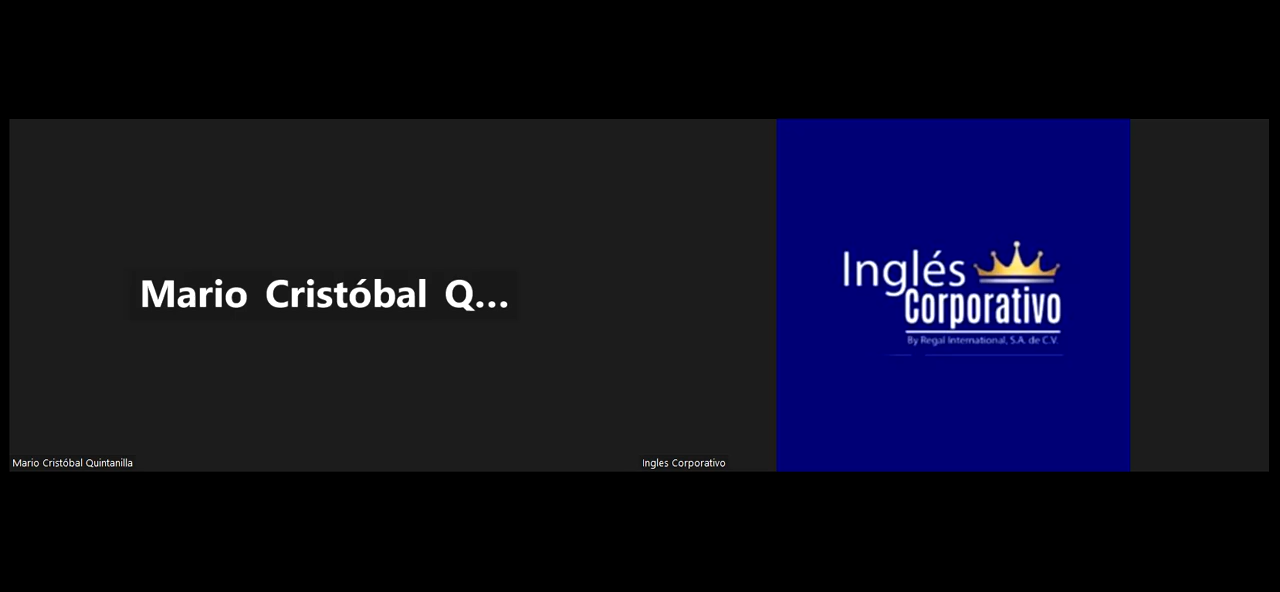 Mario Cristóbal Q...
Mario Cristóbal Quintanilla
Inglés
Corporativo
By Regal International, S.A. de C.V.
Ingles Corporativo